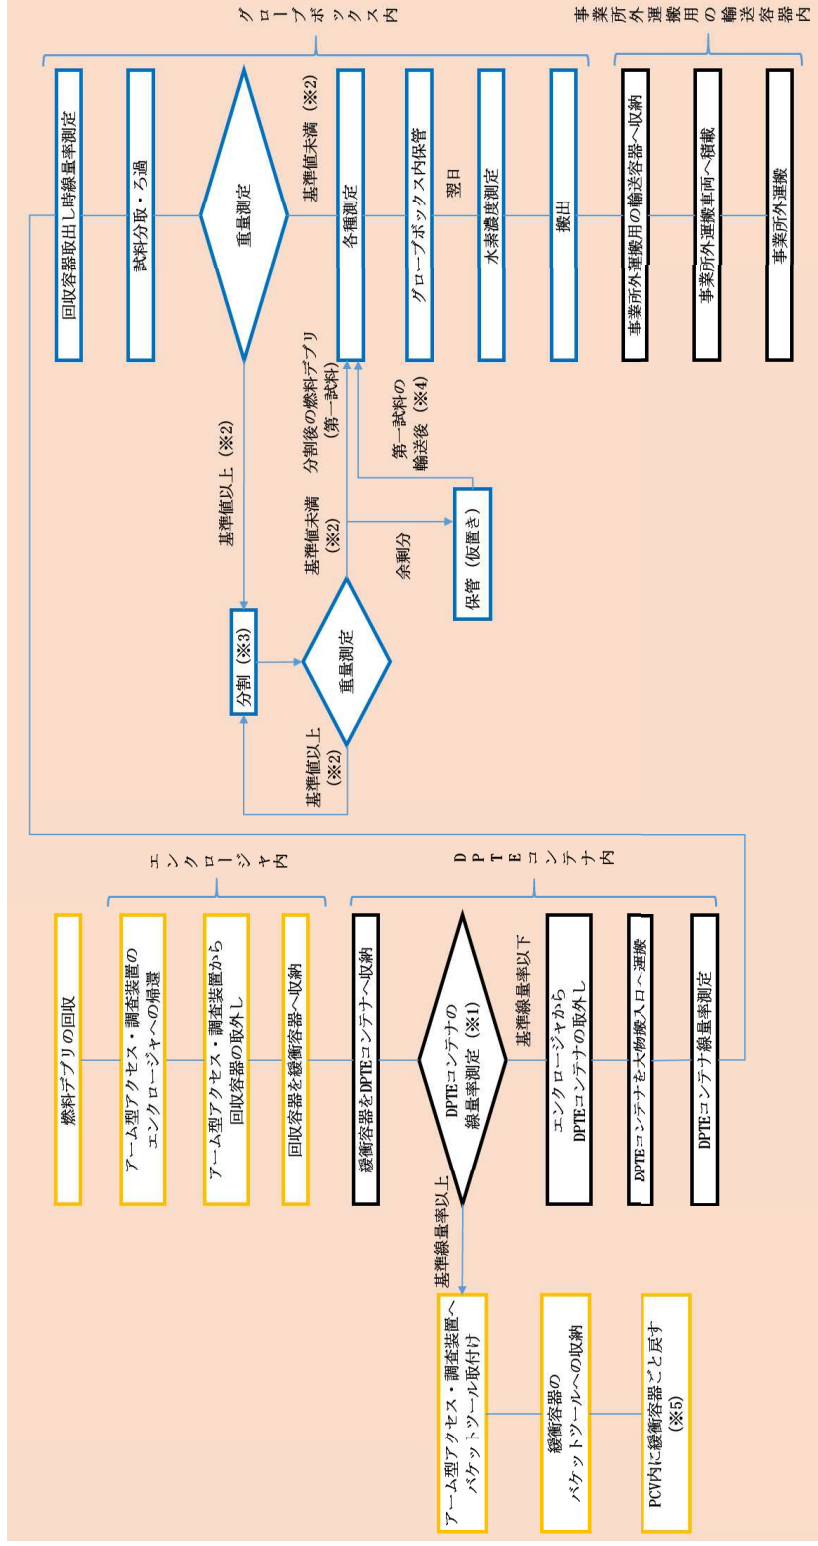 燃料デブリの回収
アーム型アクセス・調査装置の
エンクロージャへの帰還
アーム型アクセス・調査装置から
回収容器の取外し
回収容器を緩衝容器へ収納
エンクロージャ内
緩衝容器をDPTEコンテナへ収納
DPTEコンテナの
線量率測定（※1）
基準線量率以上
基準線量率以下
エンクロージャから
DPTEコンテナの取外し
DPTEコンテナを大物搬入口へ運搬
DPTEコンテナ線量率測定
DPTEコンテナ内
アーム型アクセス・調査装置へ
バケットツール取付け
緩衝容器の
バケットツールへの収納
PCV内に緩衝容器ごと戻す
（※5）
回収容器取出し時線量率測定
試料分取・ろ過
重量測定
基準値以上（※2）
基準値未満（※2）
分割（※3）
重量測定
基準値以上
（※2）
基準値未満
（※2）
分割後の燃料デブリ
（第一試料）
余剰分
保管（仮置き）
第一試料の
輸送後（※4）
各種測定
グローブボックス内保管
翌日
水素濃度測定
搬出
グローブボックス内
事業所外運搬用の輸送容器へ収納
事業所外運搬車両へ積載
事業所外運搬
事業所外運搬用の輸送容器内